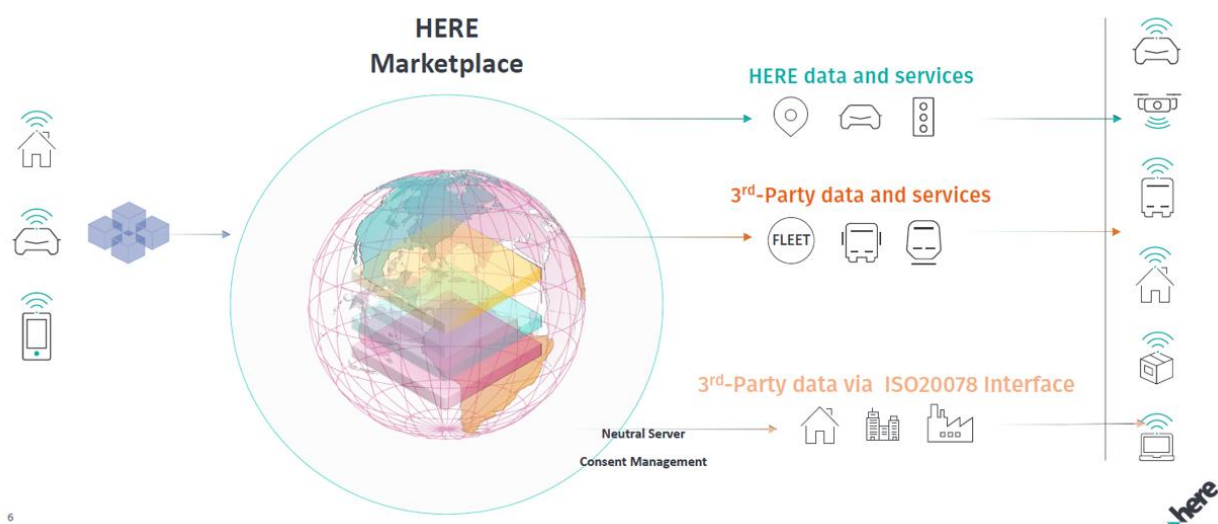 HERE
Marketplace
HERE data and services
3rd-Party data and services
FLEET
3rd-Party data via ISO20078 Interface
Neutral Server
Consent Management
6
here